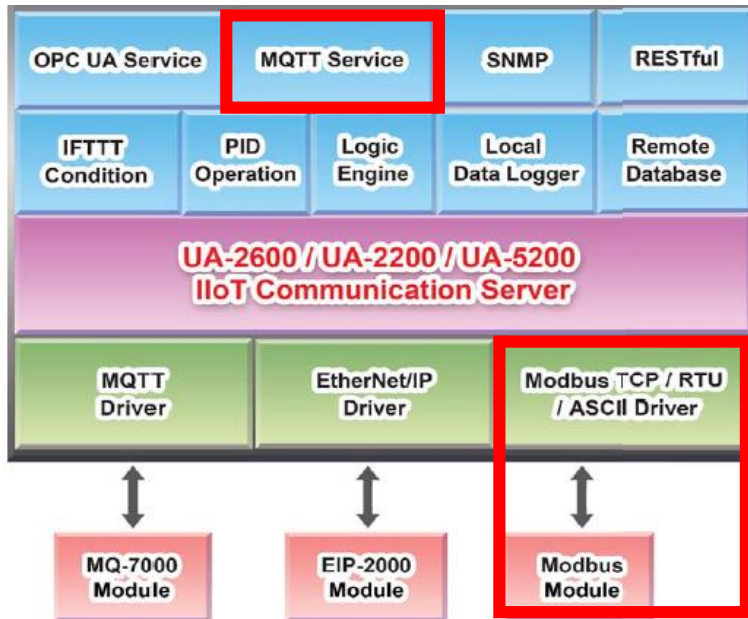 OPC UA Service
MQTT Service
SNMP
RESTful
IFTTT
Condition
PID
Operation
Logic
Engine
Local
Data Logger
Remote
Database
UA-2600 / UA-2200 / UA-5200
IIoT Communication Server
MQTT
Driver
EtherNet/IP
Driver
Modbus TCP / RTU
/ ASCII Driver
MQ-7000
Module
EIP-2000
Module
Modbus
Module